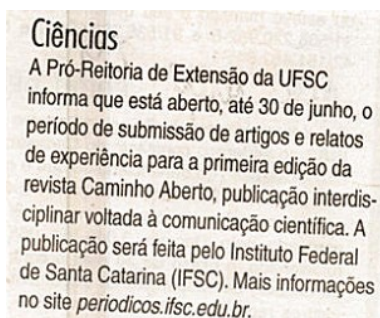 Ciências
A Pró-Reitoria de Extensão da UFSC
informa que está aberto, até 30 de junho, o
período de submissão de artigos e relatos
de experiência para a primeira edição da
revista Caminho Aberto, publicação interdis-
ciplinar voltada à comunicação científica. A
publicação será feita pelo Instituto Federal
de Santa Catarina (IFSC). Mais informações
no site periodicos.ifsc.edu.br.